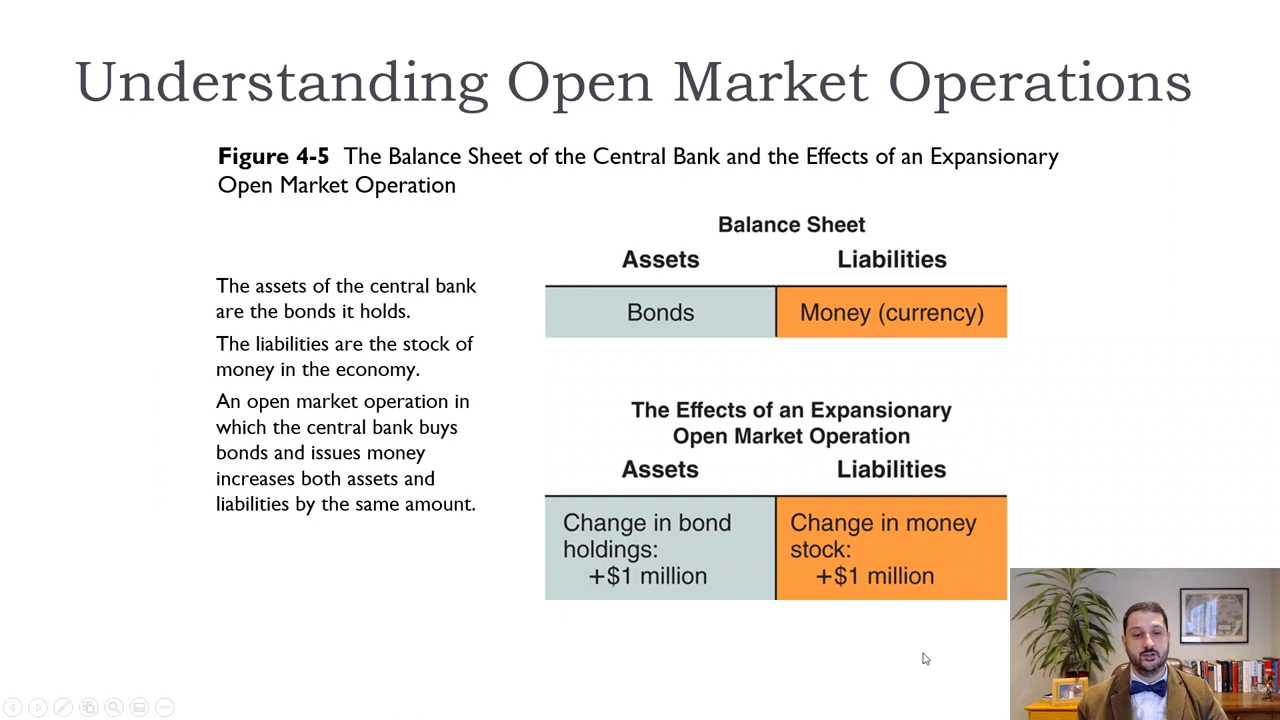 Understanding Open Market Operations
Figure 4-5 The Balance Sheet of the Central Bank and the Effects of an Expansionary
Open Market Operation
The assets of the central bank
are the bonds it holds.
The liabilities are the stock of
money in the economy.
An open market operation in
which the central bank buys
bonds and issues money
increases both assets and
liabilities by the same amount.
Balance Sheet
Assets Liabilities
Bonds Money (currency)
The Effects of an Expansionary
Open Market Operation
Assets Liabilities
Change in bond
holdings:
+$1 million
Change in money
stock:
+$1 million